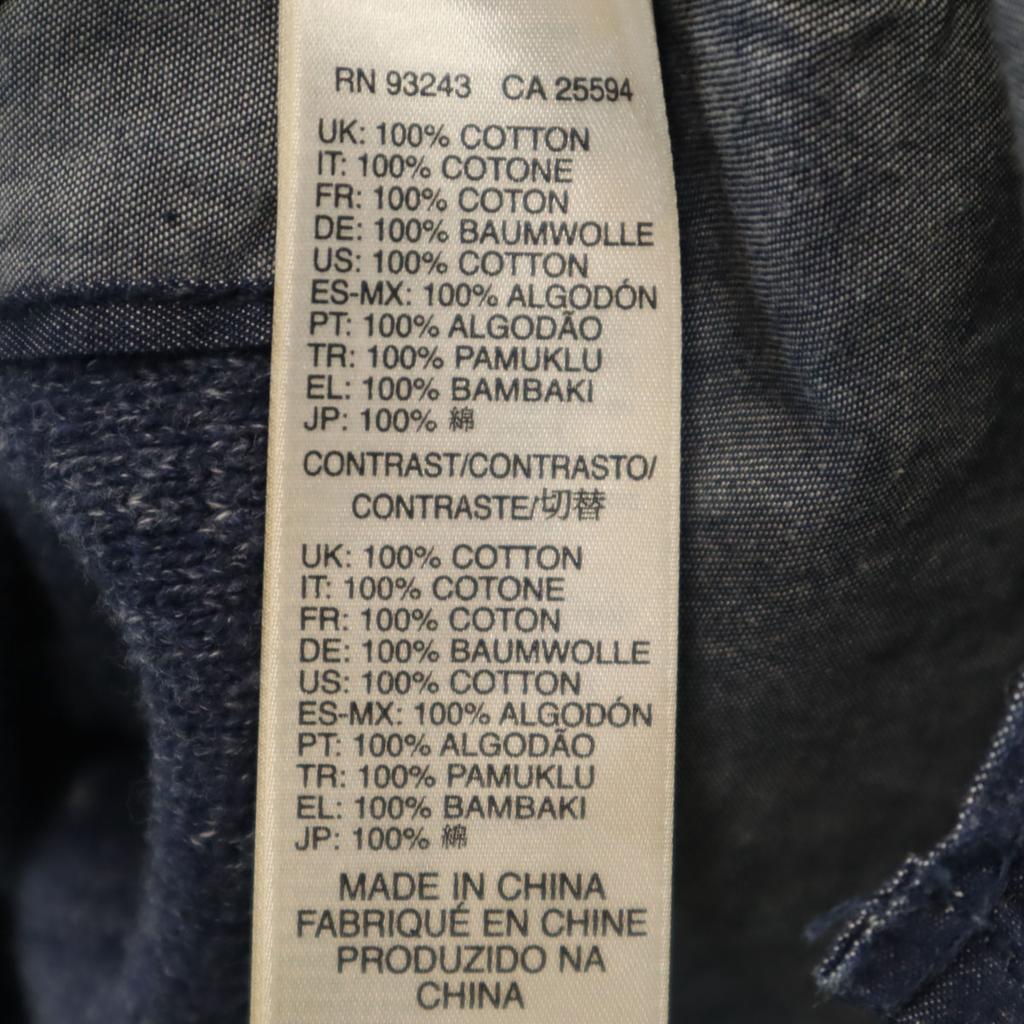 RN 93243 CA 25594
UK: 100% COTTON
IT: 100% COTONE
FR: 100% COTON
DE: 100% BAUMWOLLE
US: 100% COTTON
ES-MX: 100% ALGODÓN
PT: 100% ALGODÃO
TR: 100% PAMUKLU
EL: 100% BAMBAKI
JP: 100% 綿
CONTRAST/CONTRASTO/
CONTRASTE/切替
UK: 100% COTTON
IT: 100% COTONE
FR: 100% COTON
DE: 100% BAUMWOLLE
US: 100% COTTON
ES-MX: 100% ALGODÓN
PT: 100% ALGODÃO
TR: 100% PAMUKLU
EL: 100% BAMBAKI
JP: 100% 綿
MADE IN CHINA
FABRIQUÉ EN CHINE
PRODUZIDO NA
CHINA